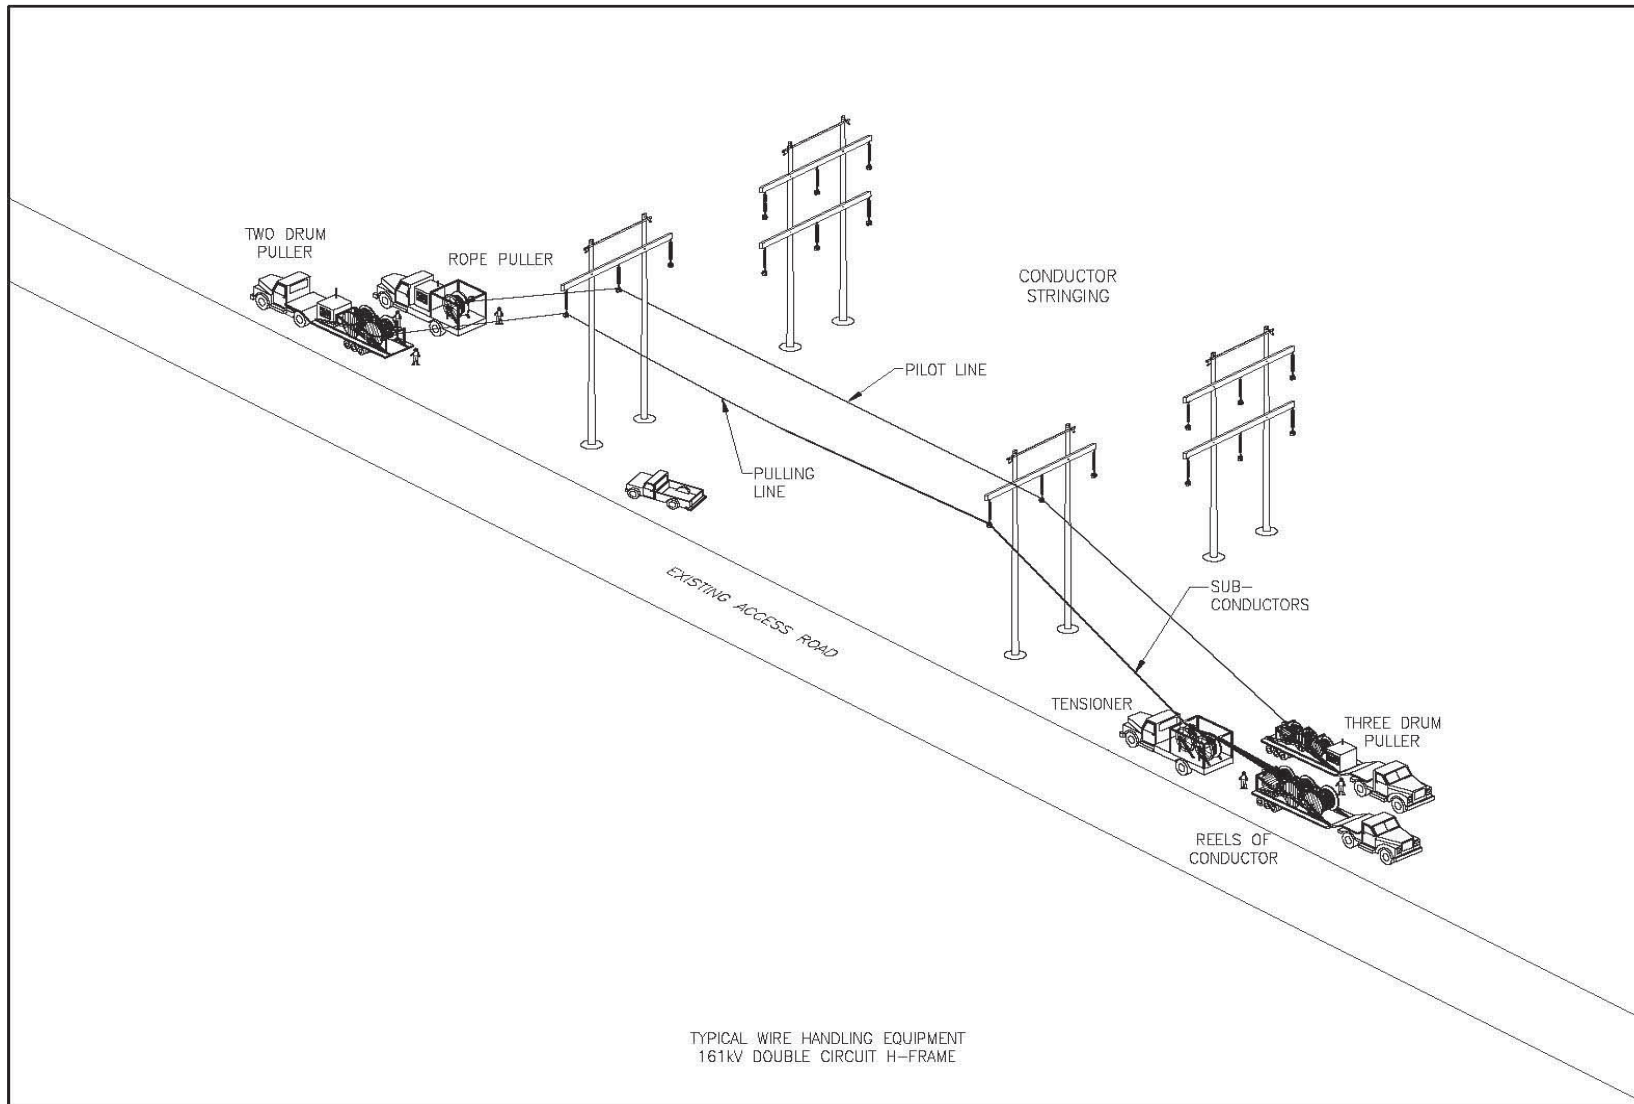 TWO DRUM
PULLER
ROPE PULLER
CONDUCTOR
STRINGING
PILOT LINE
PULLING
LINE
EXISTING ACCESS ROAD
SUB-
CONDUCTORS
TENSIONER
THREE DRUM
PULLER
REELS OF
CONDUCTOR
TYPICAL WIRE HANDLING EQUIPMENT
161kV DOUBLE CIRCUIT H-FRAME